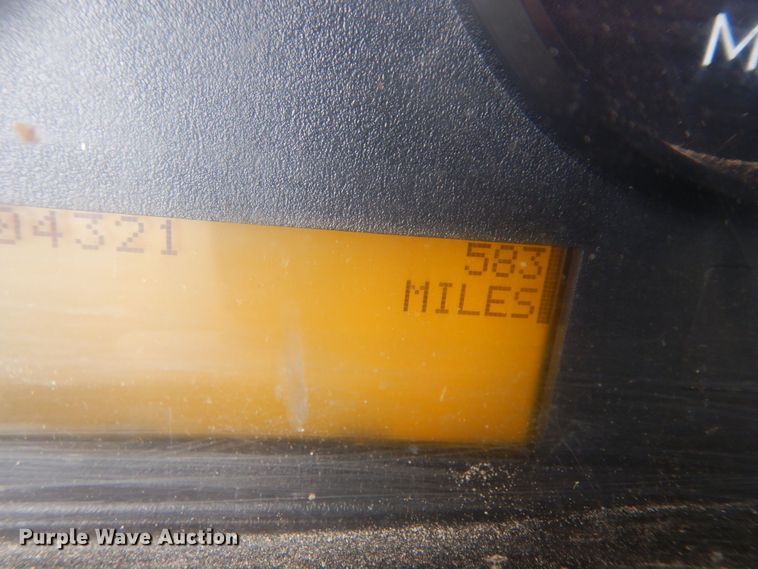 04321 583
MILES
M
Purple Wave Auction